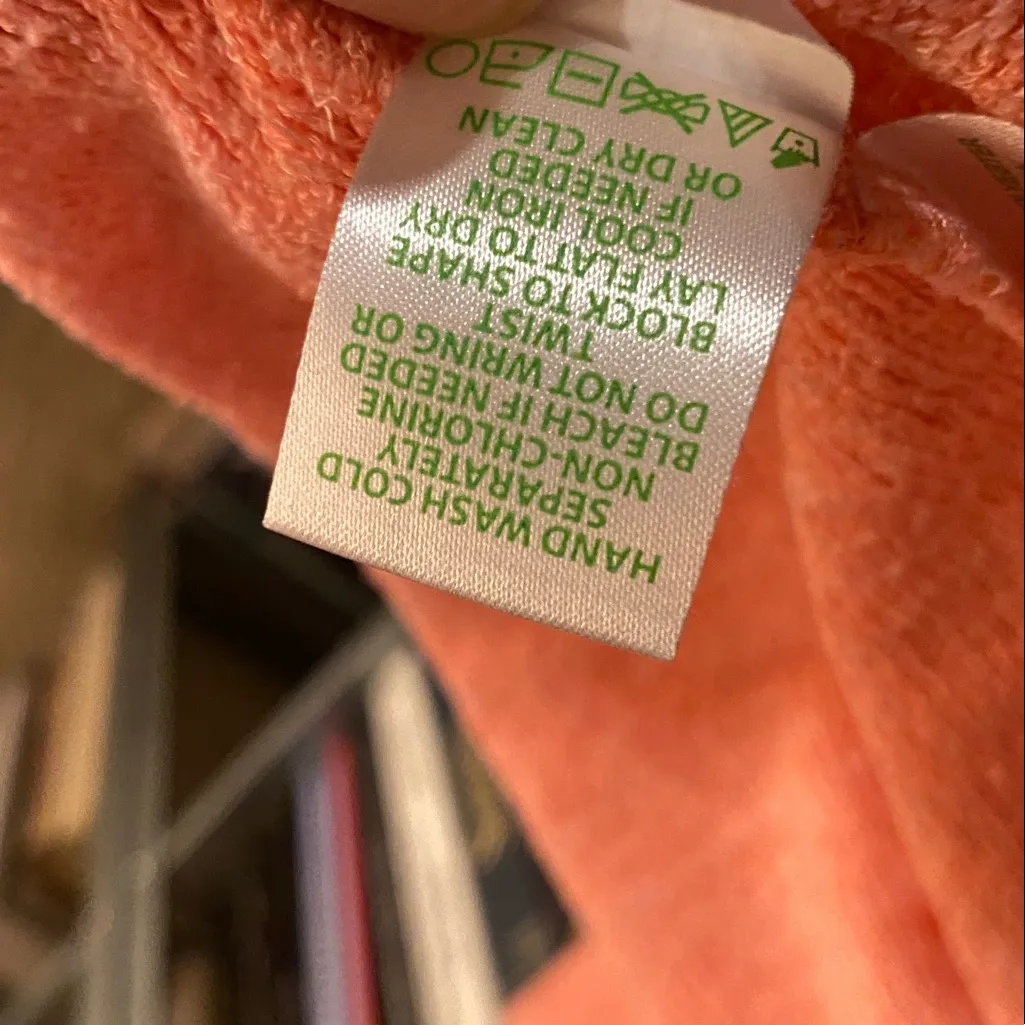 HAND WASH COLD
SEPARATELY
NON-CHLORINE
BLEACH IF NEEDED
DO NOT WRING OR
TWIST
BLOCK TO SHAPE
LAY FLAT TO DRY
COOL IRON
IF NEEDED
OR DRY CLEAN